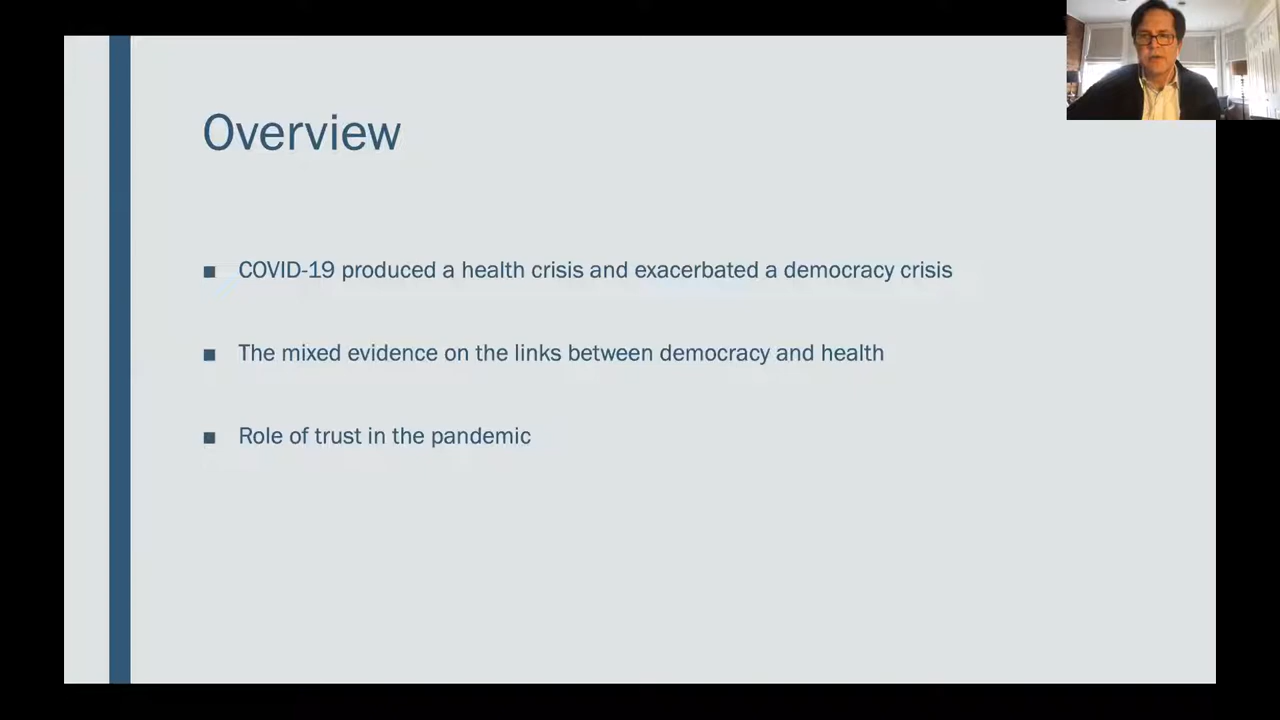 Overview
COVID-19 produced a health crisis and exacerbated a democracy crisis
The mixed evidence on the links between democracy and health
Role of trust in the pandemic